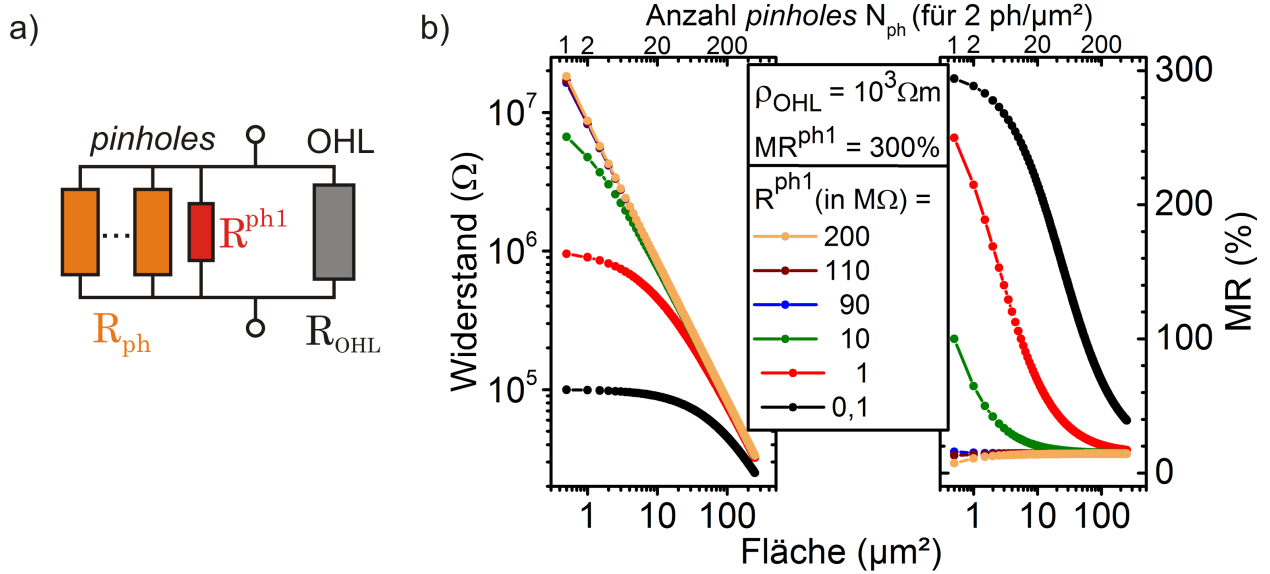 a)
pinholes
OHL
...
R^ph1
R_ph
R_OHL
b)
Anzahl pinholes N_ph (für 2 ph/µm²)
1 2 20 200
1 2 20 200
Widerstand (Ω)
10^7
10^6
10^5
1 10 100
ρ_OHL = 10^3Ωm
MR^ph1 = 300%
R^ph1(in MΩ) =
200
110
90
10
1
0,1
300
200
100
0
MR (%)
1 10 100
Fläche (µm²)